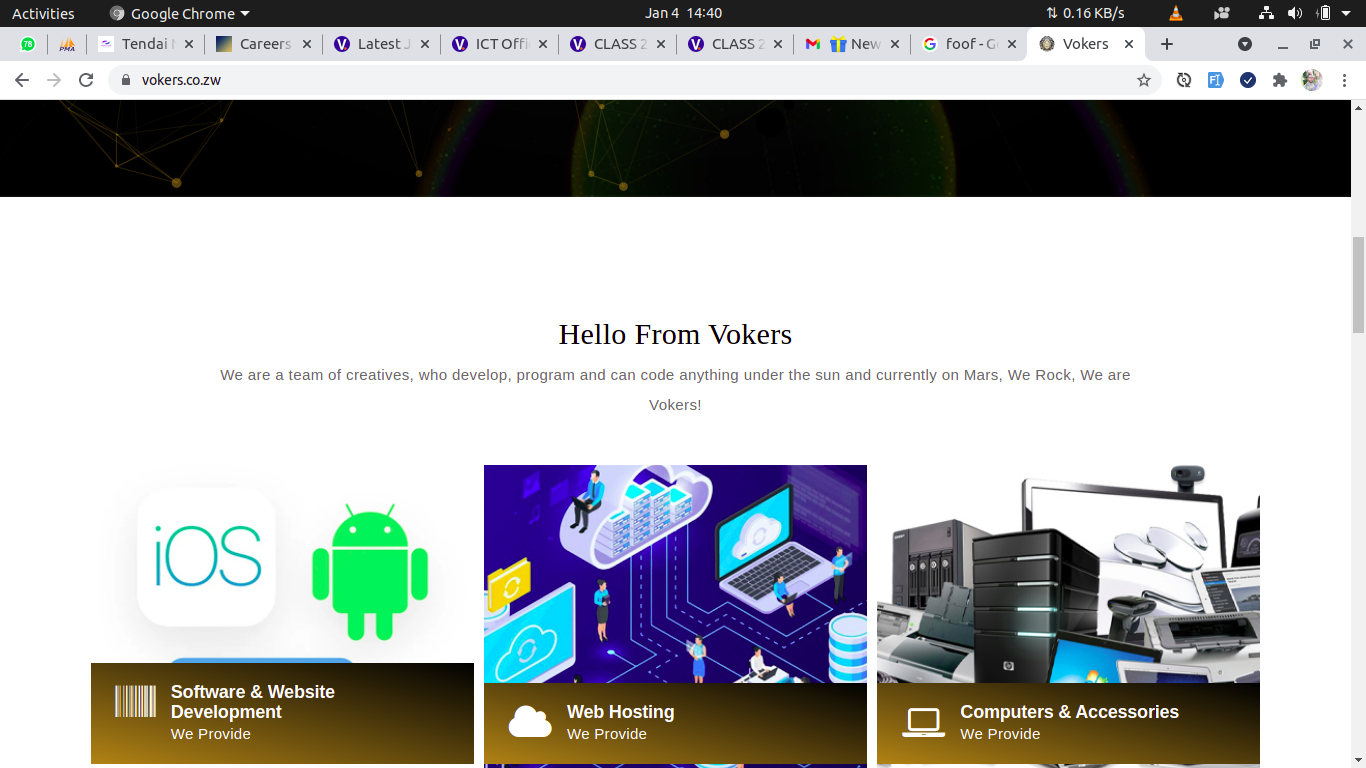 Activities
Google Chrome
Jan 4 14:40
0.16 KB/s
78
PMA
Tendai
Careers
Latest J
ICT Offi
CLASS 2
CLASS 2
New
foof - G
Vokers
vokers.co.zw
Hello From Vokers
We are a team of creatives, who develop, program and can code anything under the sun and currently on Mars, We Rock, We are
Vokers!
iOS
hp
Software & Website
Development
We Provide
Web Hosting
We Provide
Computers & Accessories
We Provide